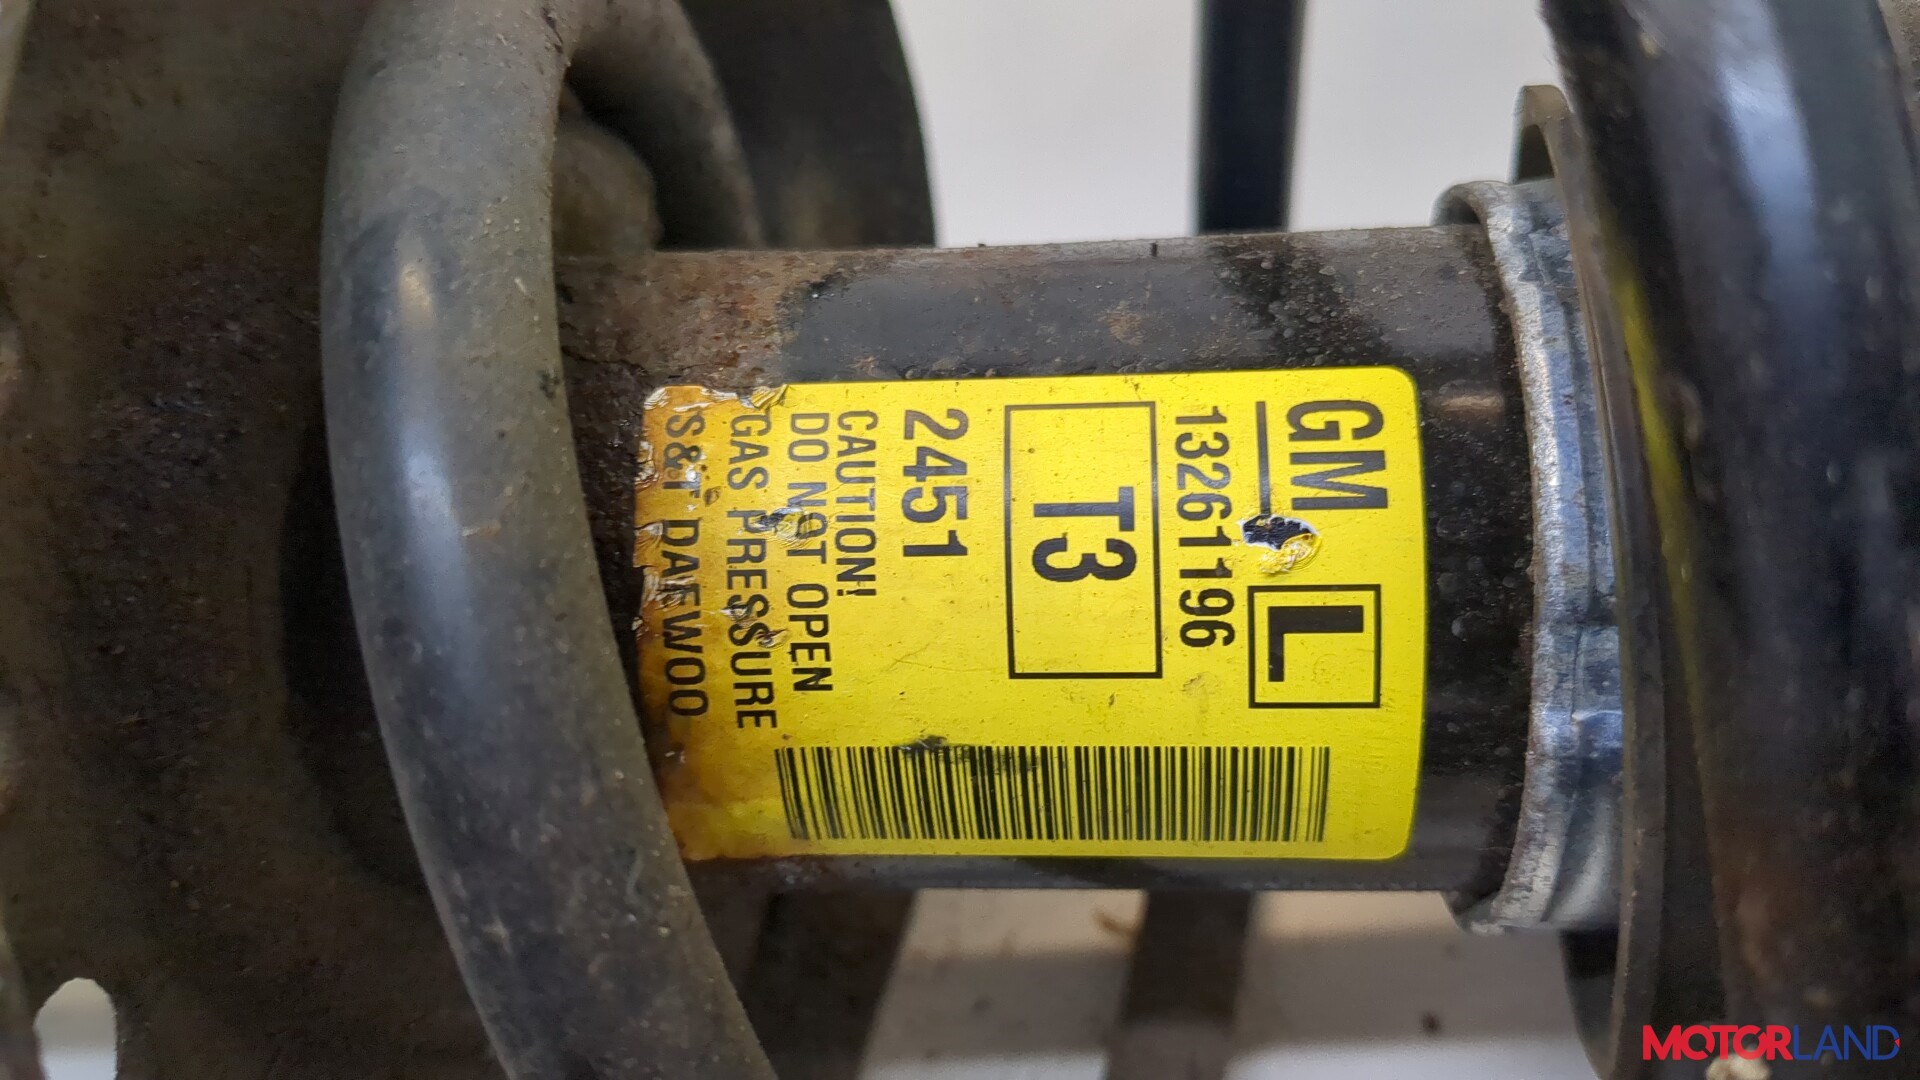 GM L
13261196
T3
2451
CAUTION!
DO NOT OPEN
GAS PRESSURE
S&T DAEWOO
MOTORLAND